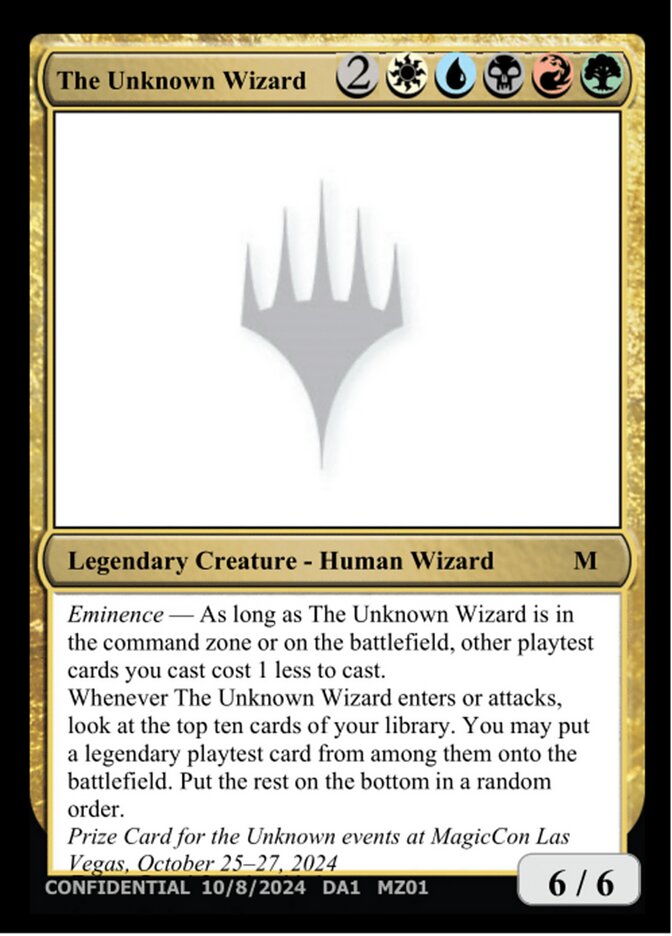 The Unknown Wizard 2
Legendary Creature - Human Wizard M
Eminence — As long as The Unknown Wizard is in
the command zone or on the battlefield, other playtest
cards you cast cost 1 less to cast.
Whenever The Unknown Wizard enters or attacks,
look at the top ten cards of your library. You may put
a legendary playtest card from among them onto the
battlefield. Put the rest on the bottom in a random
order.
Prize Card for the Unknown events at MagicCon Las
Vegas, October 25–27, 2024
CONFIDENTIAL 10/8/2024 DA1 MZ01
6 / 6